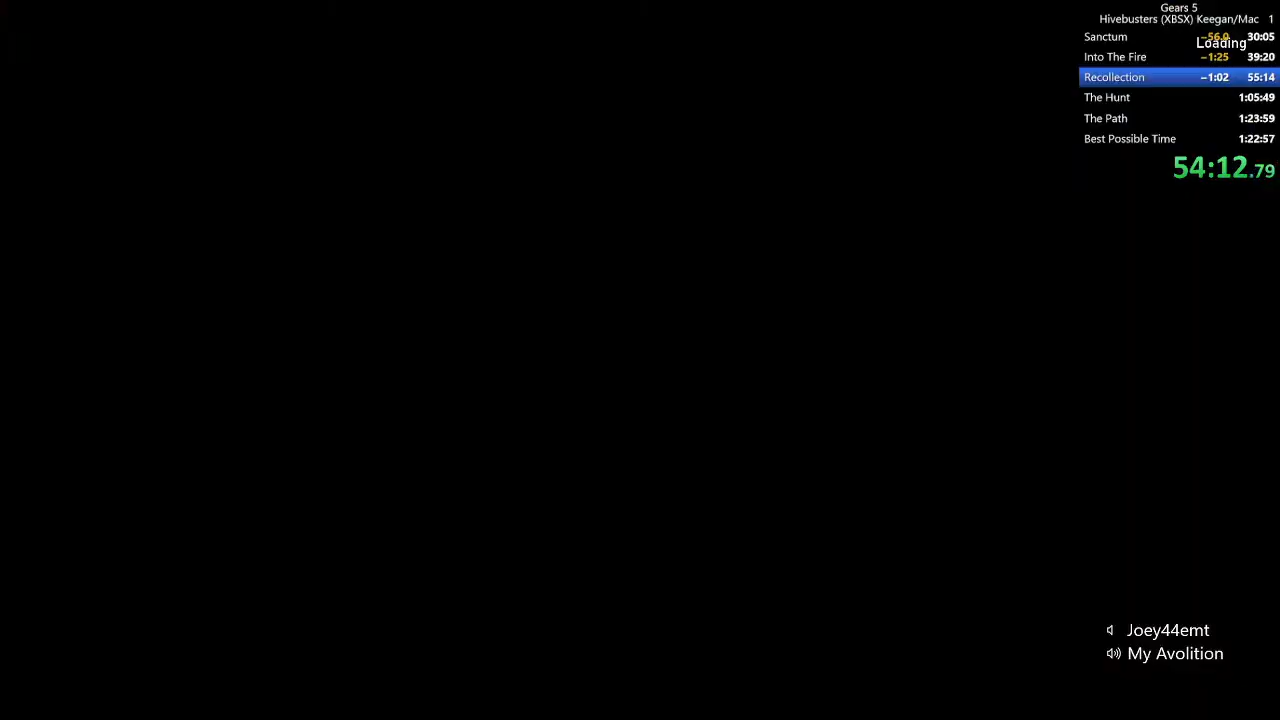 Gears 5
Hivebusters (XBSX) Keegan/Mac 1
Sanctum -56.0 30:05
Loading
Into The Fire -1:25 39:20
Recollection -1:02 55:14
The Hunt 1:05:49
The Path 1:23:59
Best Possible Time 1:22:57
54:12.79
Joey44emt
My Avolition